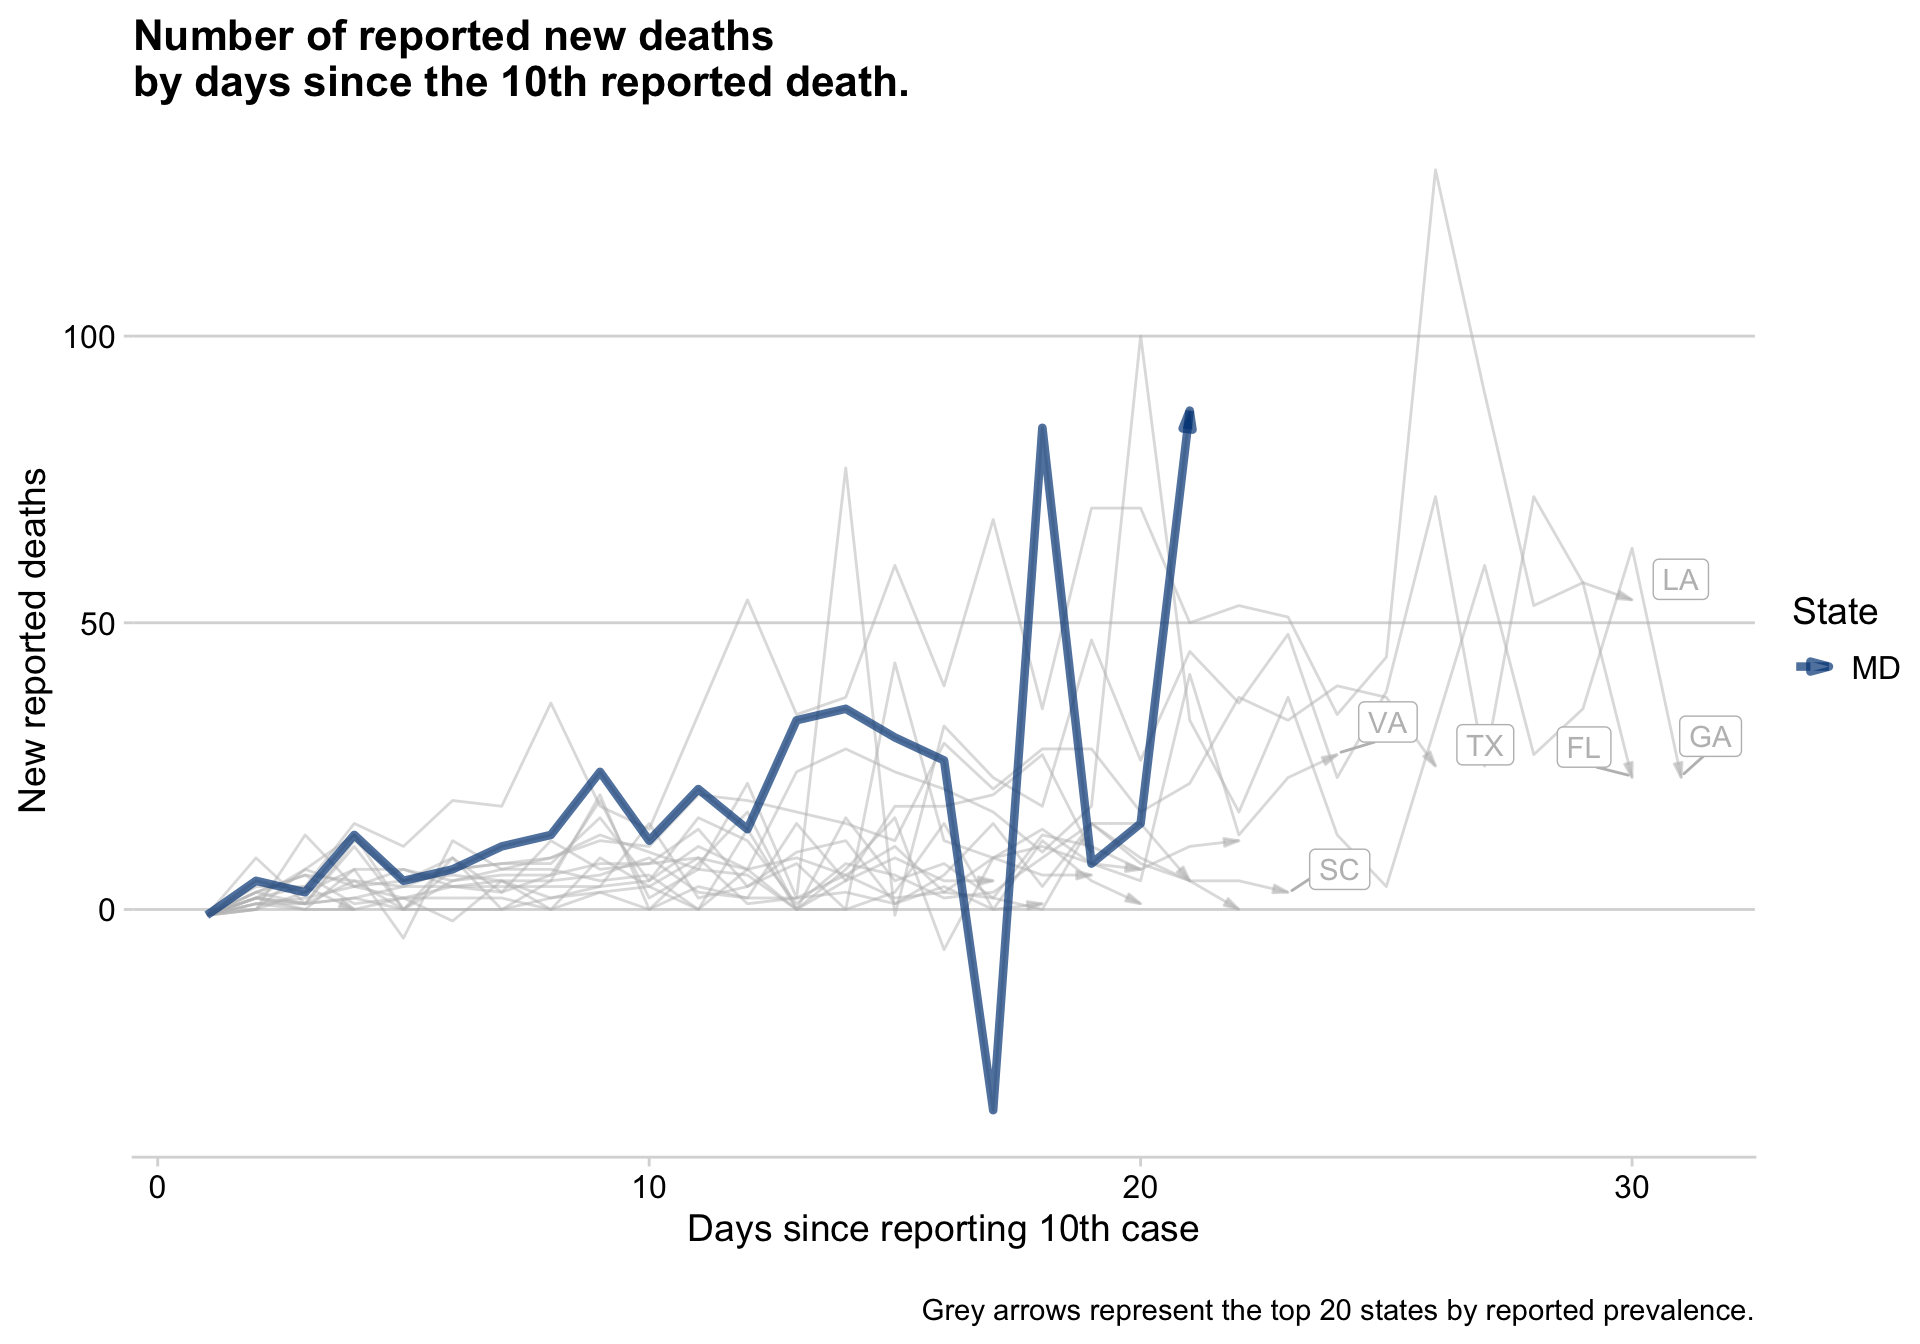 Number of reported new deaths
by days since the 10th reported death.
100
50
0
New reported deaths
LA
VA
TX
FL
GA
SC
State
MD
0 10 20 30
Days since reporting 10th case
Grey arrows represent the top 20 states by reported prevalence.